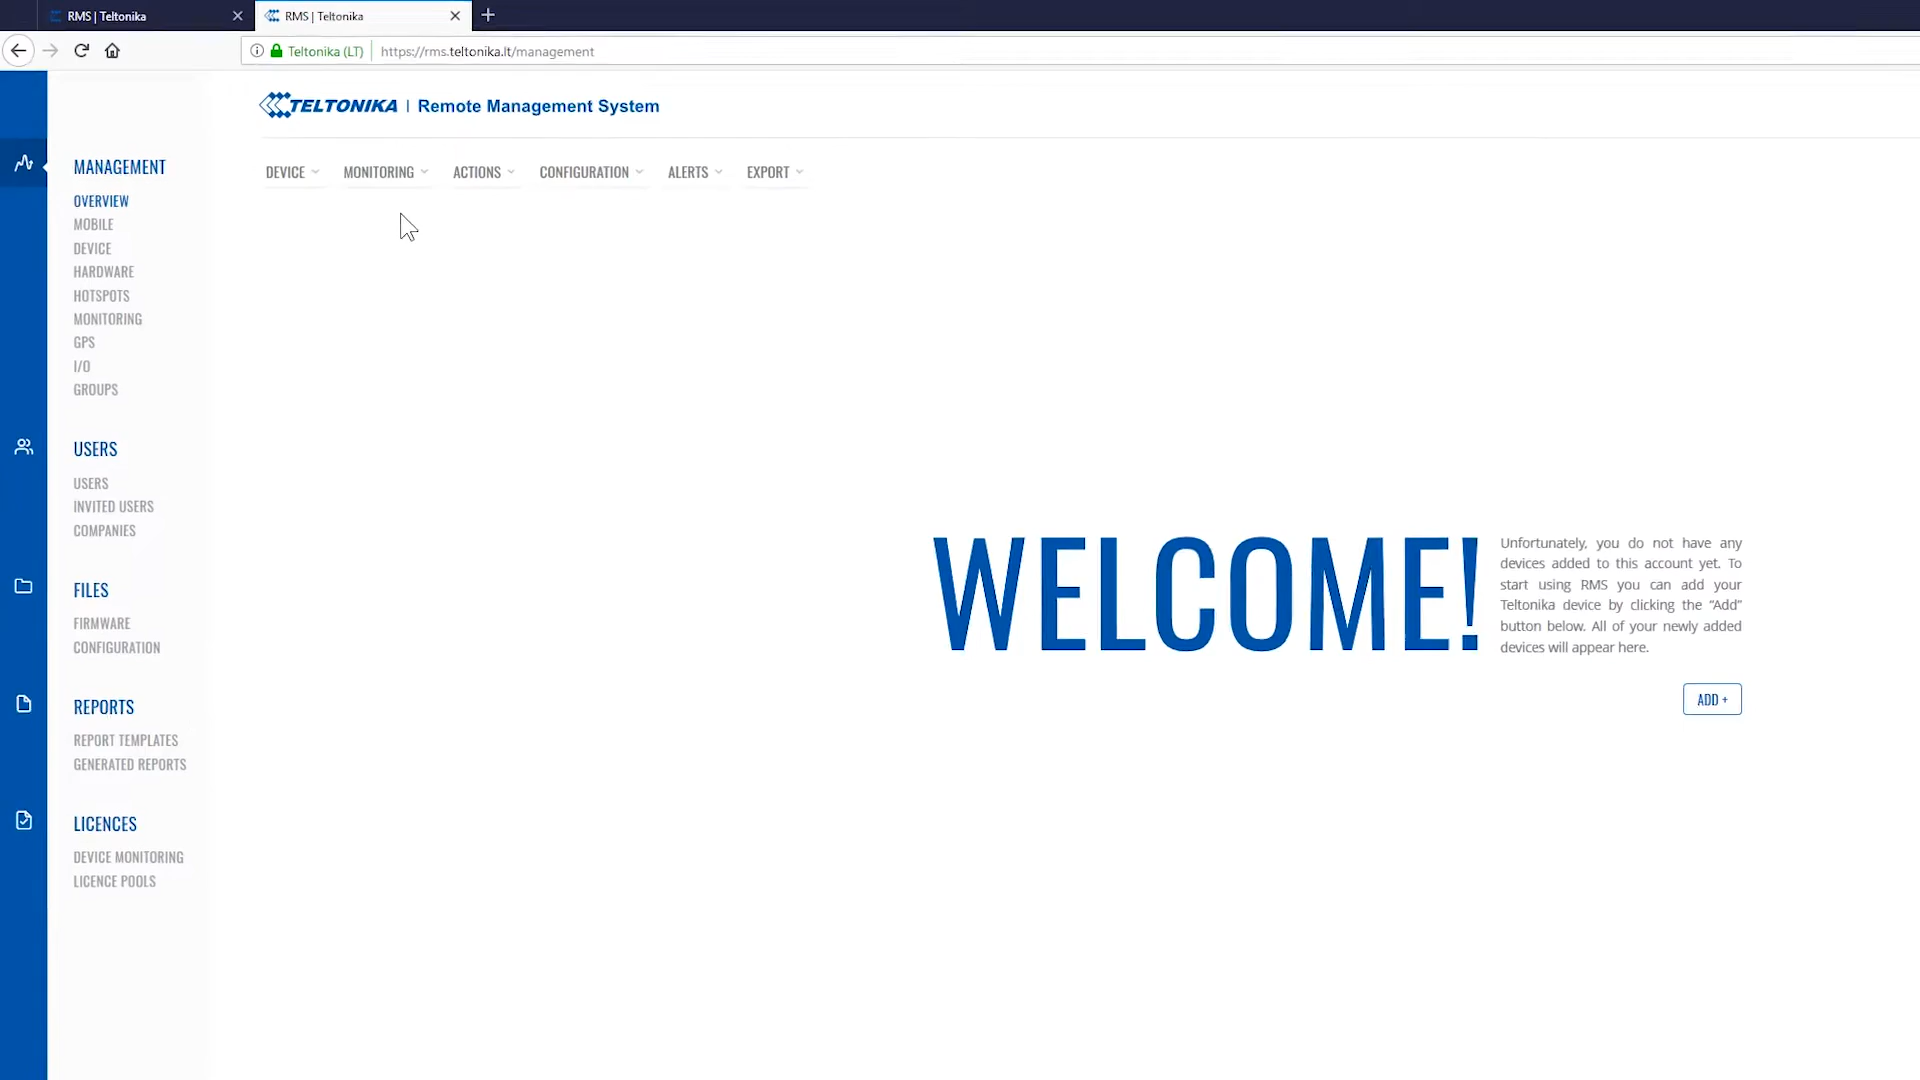 RMS | Teltonika
RMS | Teltonika
Teltonika (LT)
https://rms.teltonika.lt/management
TELTONIKA | Remote Management System
DEVICE MONITORING ACTIONS CONFIGURATION ALERTS EXPORT
MANAGEMENT
OVERVIEW
MOBILE
DEVICE
HARDWARE
HOTSPOTS
MONITORING
GPS
I/O
GROUPS
USERS
USERS
INVITED USERS
COMPANIES
FILES
FIRMWARE
CONFIGURATION
REPORTS
REPORT TEMPLATES
GENERATED REPORTS
LICENCES
DEVICE MONITORING
LICENCE POOLS
WELCOME!
Unfortunately, you do not have any
devices added to this account yet. To
start using RMS you can add your
Teltonika device by clicking the “Add”
button below. All of your newly added
devices will appear here.
ADD +